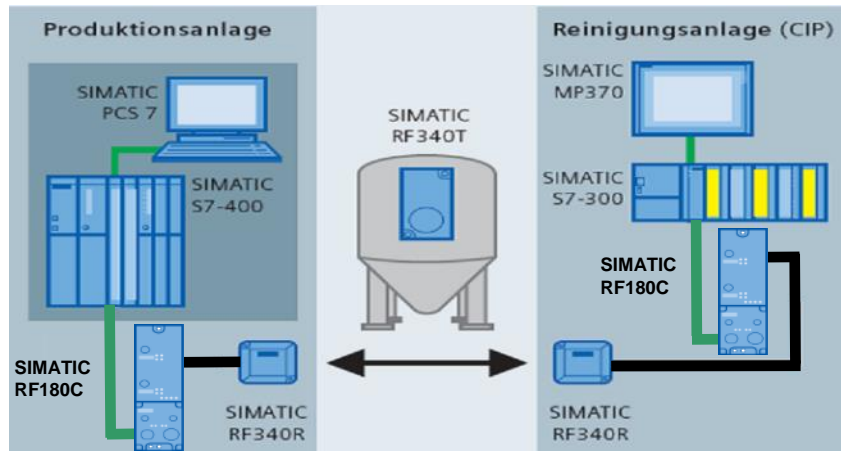 Produktionsanlage
SIMATIC
PCS 7
SIMATIC
S7-400
SIMATIC
RF180C
SIMATIC
RF340R
SIMATIC
RF340T
Reinigungsanlage (CIP)
SIMATIC
MP370
SIMATIC
S7-300
SIMATIC
RF180C
SIMATIC
RF340R